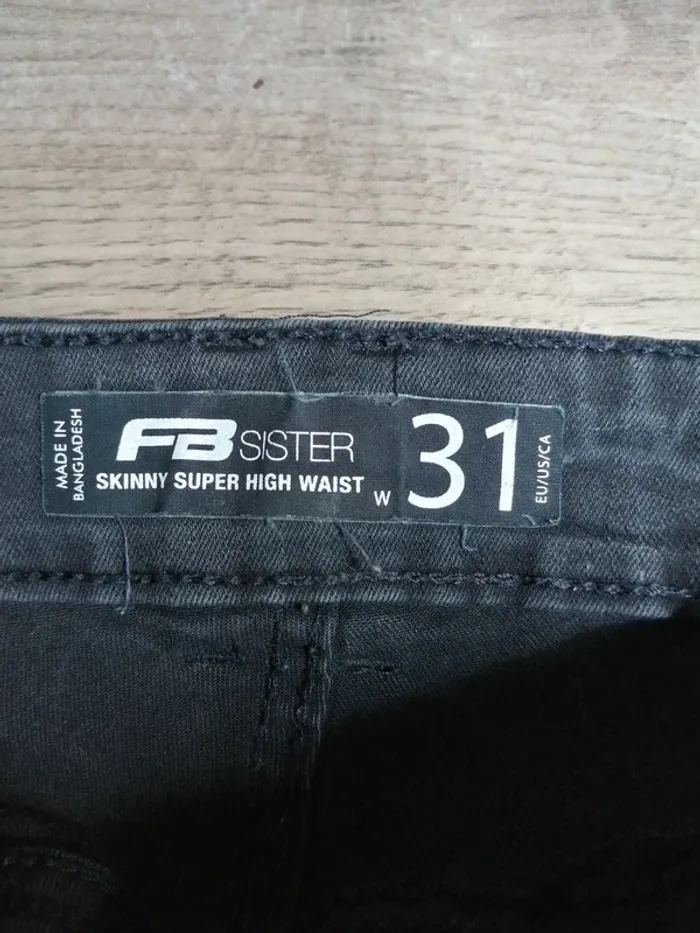 MADE IN
BANGLADESH
FB SISTER
SKINNY SUPER HIGH WAIST
W 31
EU/US/CA